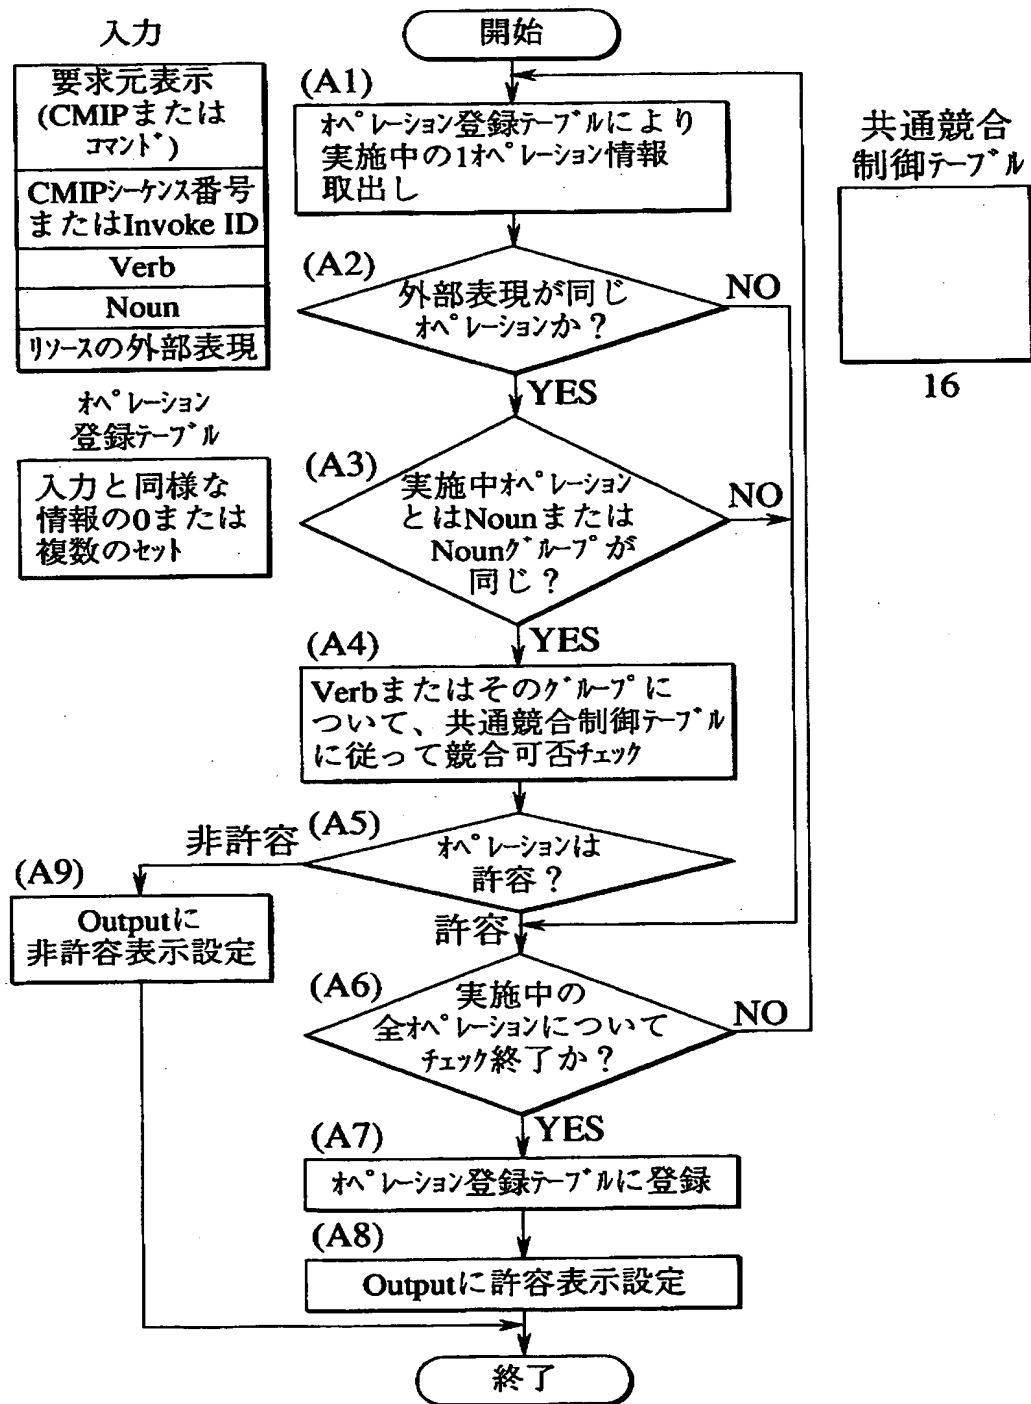 入力
要求元表示
(CMIPまたは
コマンド)
CMIPシーケンス番号
またはInvoke ID
Verb
Noun
リソースの外部表現
オペレーション
登録テーブル
入力と同様な
情報の0または
複数のセット
開始
(A1)
オペレーション登録テーブルにより
実施中の1オペレーション情報
取出し
共通競合
制御テーブル
16
(A2)
外部表現が同じ
オペレーションか?
NO
YES
(A3)
実施中オペレーション
とはNounまたは
Nounグループが
同じ?
NO
YES
(A4)
Verbまたはそのグループに
ついて、共通競合制御テーブル
に従って競合可否チェック
(A5)
オペレーションは
許容?
非許容
許容
(A9)
Outputに
非許容表示設定
(A6)
実施中の
全オペレーションについて
チェック終了か?
NO
YES
(A7)
オペレーション登録テーブルに登録
(A8)
Outputに許容表示設定
終了